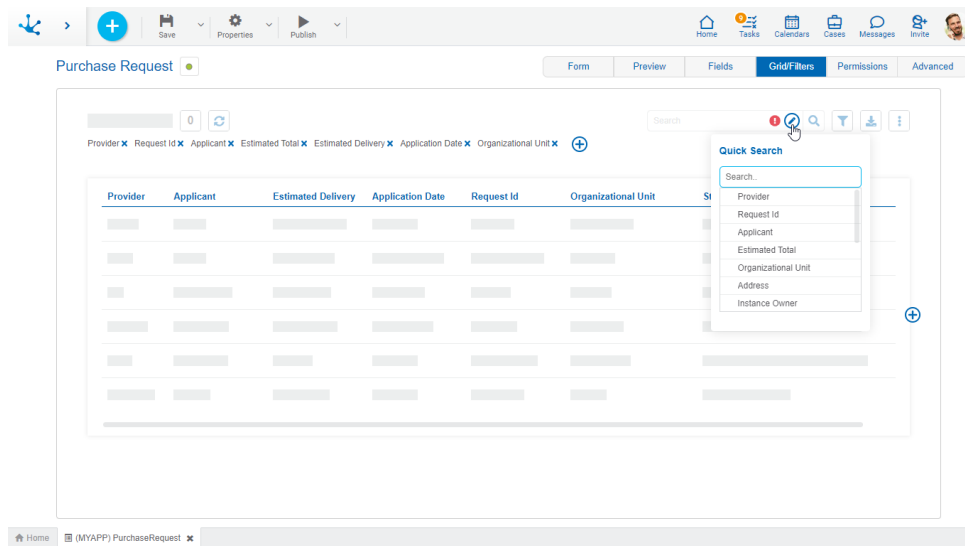 Save
Properties
Publish
Home
9
Tasks
Calendars
Cases
Messages
Invite
Purchase Request
Form
Preview
Fields
Grid/Filters
Permissions
Advanced
0
Search
Provider x Request Id x Applicant x Estimated Total x Estimated Delivery x Application Date x Organizational Unit x
Quick Search
Search..
Provider
Request Id
Applicant
Estimated Total
Organizational Unit
Address
Instance Owner
Provider Applicant Estimated Delivery Application Date Request Id Organizational Unit
Home
(MYAPP) PurchaseRequest x